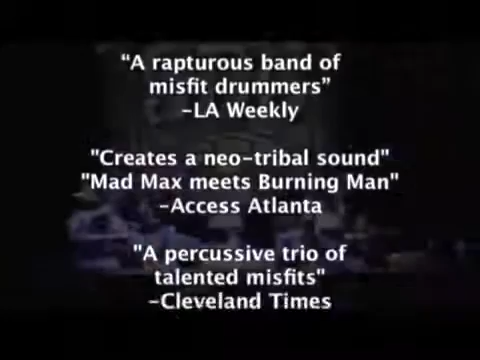 “A rapturous band of
misfit drummers”
-LA Weekly
"Creates a neo-tribal sound"
"Mad Max meets Burning Man"
-Access Atlanta
"A percussive trio of
talented misfits"
-Cleveland Times